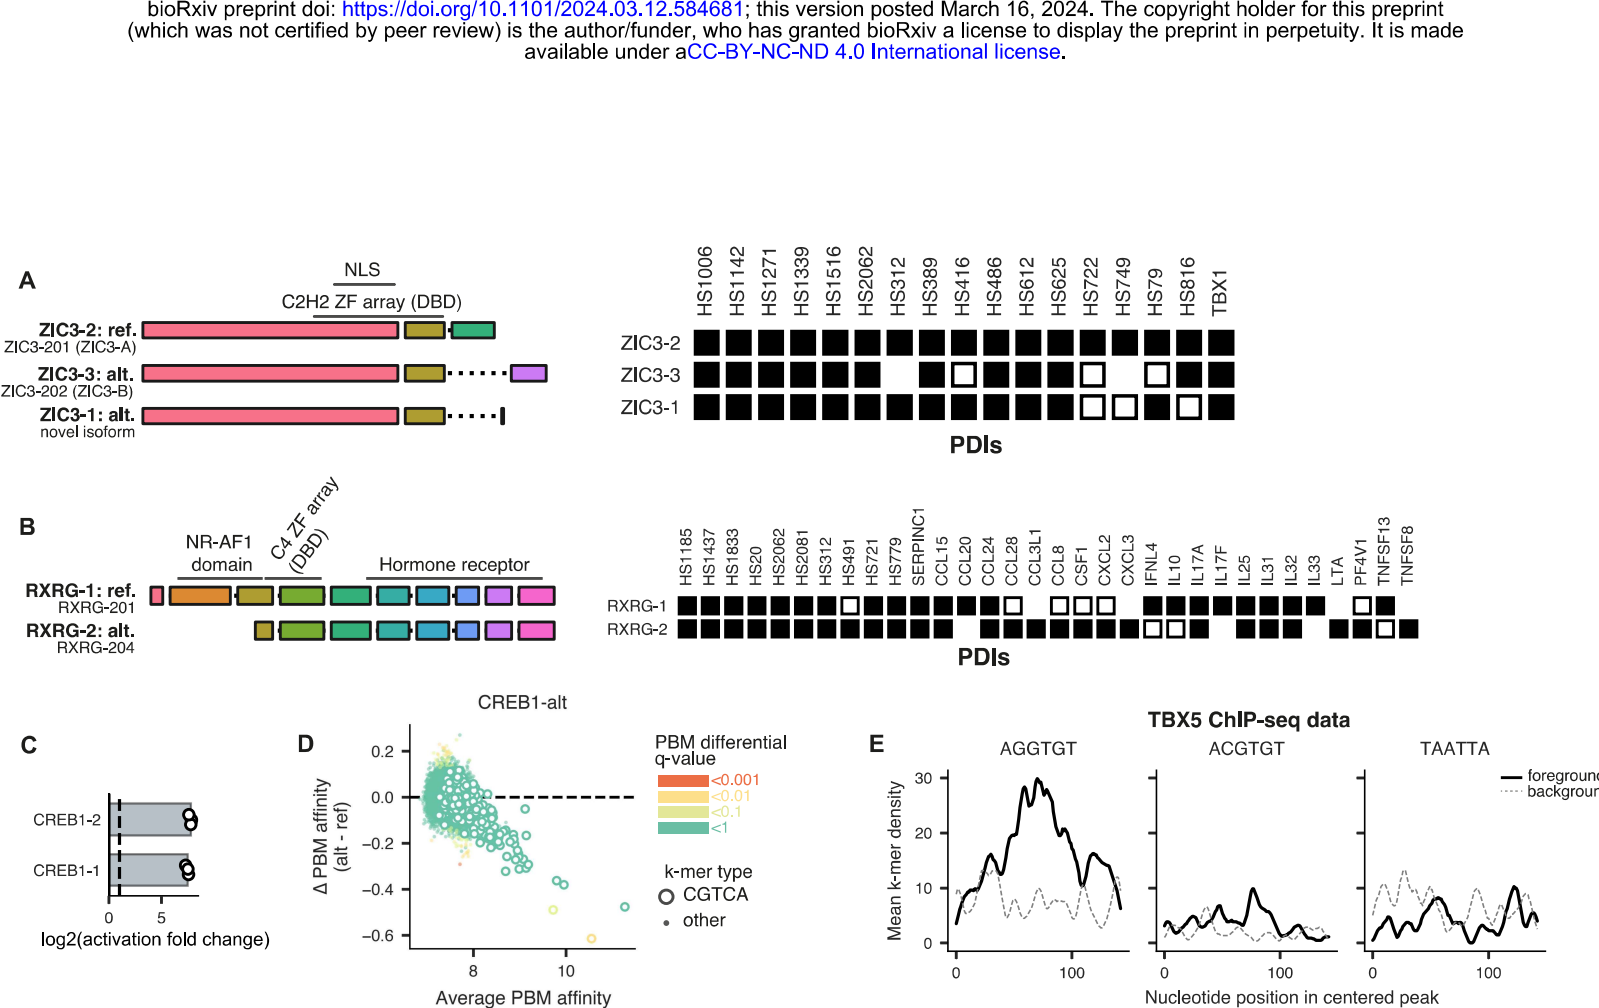 bioRxiv preprint doi: https://doi.org/10.1101/2024.03.12.584681; this version posted March 16, 2024. The copyright holder for this preprint
(which was not certified by peer review) is the author/funder, who has granted bioRxiv a license to display the preprint in perpetuity. It is made
available under aCC-BY-NC-ND 4.0 International license.
A
NLS
C2H2 ZF array (DBD)
ZIC3-2: ref.
ZIC3-201 (ZIC3-A)
ZIC3-3: alt.
ZIC3-202 (ZIC3-B)
ZIC3-1: alt.
novel isoform
HS1006 HS1142 HS1271 HS1339 HS1516 HS2062 HS312 HS389 HS416 HS486 HS612 HS625 HS722 HS749 HS79 HS816 TBX1
ZIC3-2
ZIC3-3
ZIC3-1
PDIs
B
NR-AF1
domain
C4 ZF array
(DBD)
Hormone receptor
RXRG-1: ref.
RXRG-201
RXRG-2: alt.
RXRG-204
HS1185 HS1437 HS1833 HS20 HS2062 HS2081 HS312 HS491 HS721 HS779 SERPINC1 CCL15 CCL20 CCL24 CCL28 CCL3L1 CCL8 CSF1 CXCL2 CXCL3 IFNL4 IL10 IL17A IL17F IL25 IL31 IL32 IL33 LTA PF4V1 TNFSF13 TNFSF8
RXRG-1
RXRG-2
PDIs
C
CREB1-2
CREB1-1
0 5
log2(activation fold change)
D
CREB1-alt
Δ PBM affinity
(alt - ref)
0.2
0.0
−0.2
−0.4
−0.6
8 10
Average PBM affinity
PBM differential
q-value
<0.001
<0.01
<0.1
<1
k-mer type
CGTCA
other
E
TBX5 ChIP-seq data
AGGTGT ACGTGT TAATTA
foreground
background
Mean k-mer density
30
20
10
0
0 100 0 100 0 100
Nucleotide position in centered peak